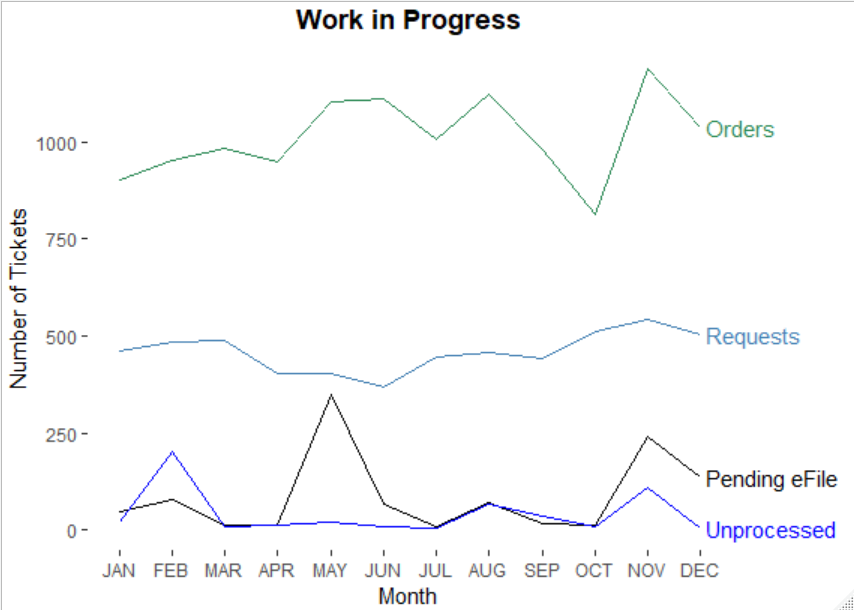 Work in Progress
Number of Tickets
1000
750
500
250
0
Orders
Requests
Pending eFile
Unprocessed
JAN FEB MAR APR MAY JUN JUL AUG SEP OCT NOV DEC
Month